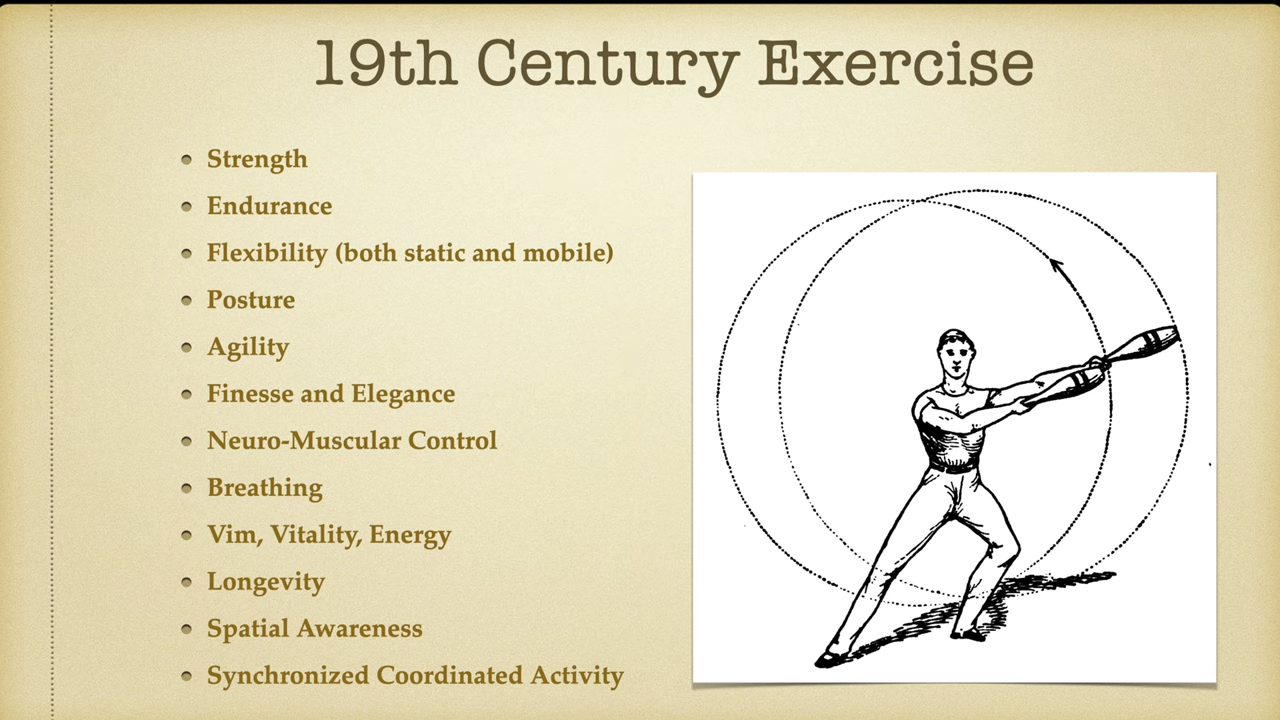 19th Century Exercise
Strength
Endurance
Flexibility (both static and mobile)
Posture
Agility
Finesse and Elegance
Neuro-Muscular Control
Breathing
Vim, Vitality, Energy
Longevity
Spatial Awareness
Synchronized Coordinated Activity